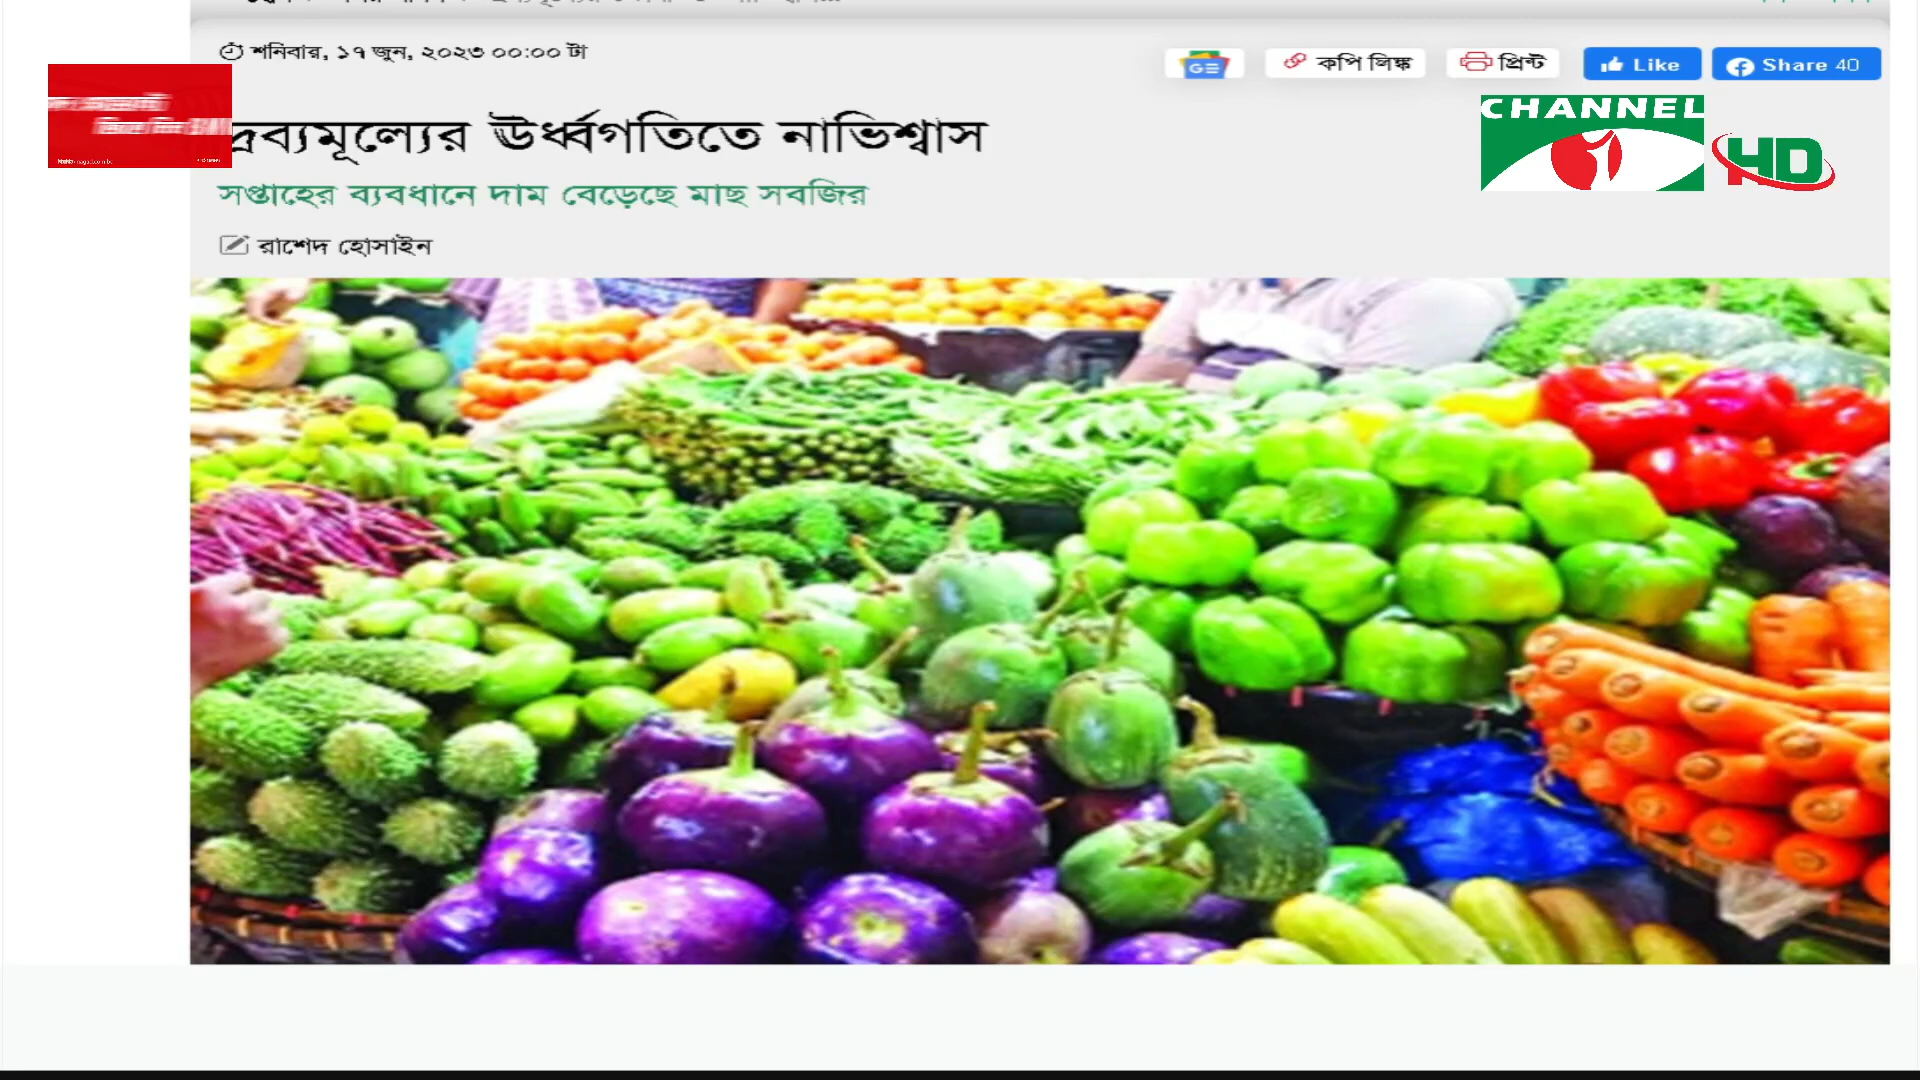 শনিবার, ১৭ জুন, ২০২৩ ০০:০০ টা
কপি লিঙ্ক
প্রিন্ট
Like
Share 40
CHANNEL
i
HD
দ্রব্যমূল্যের ঊর্ধ্বগতিতে নাভিশ্বাস
সপ্তাহের ব্যবধানে দাম বেড়েছে মাছ সবজির
রাশেদ হোসাইন